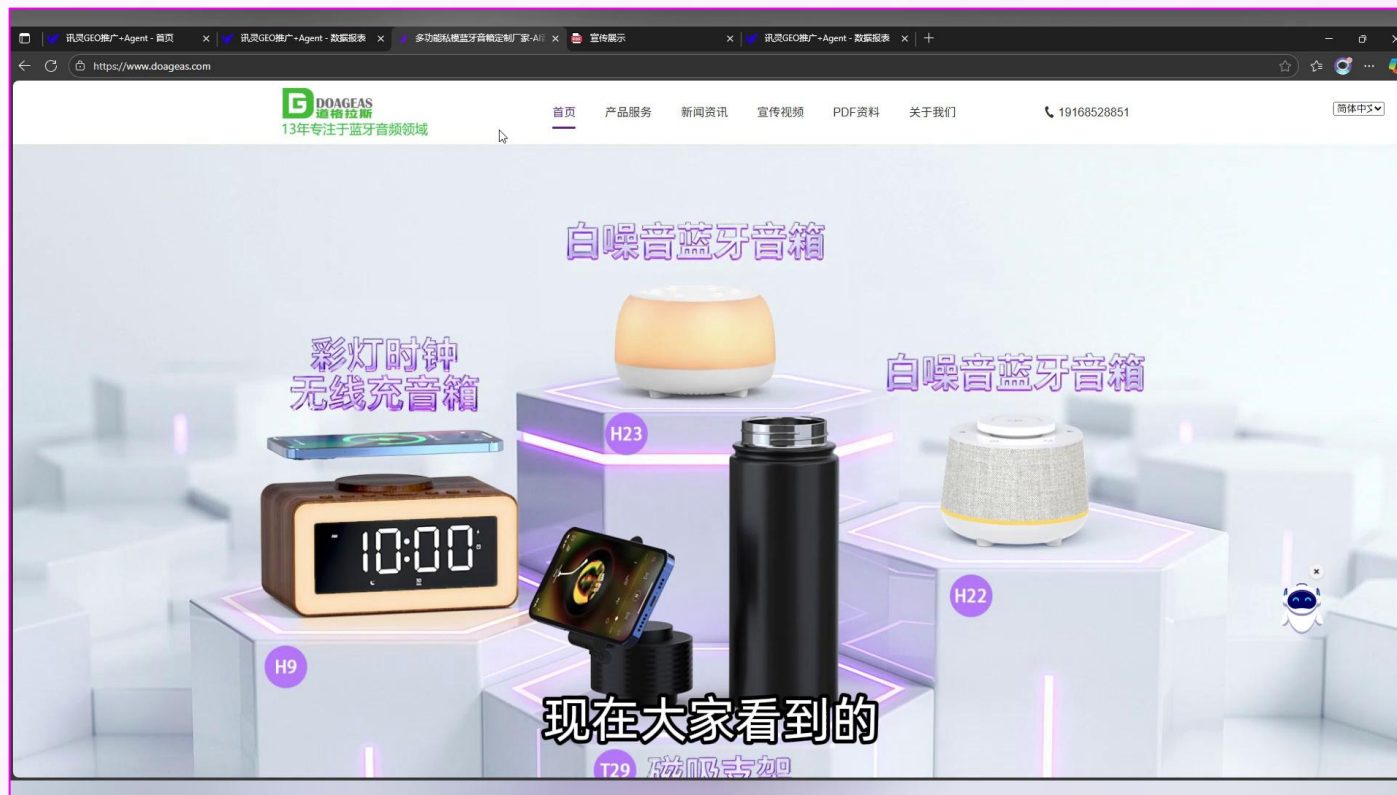 讯灵GEO推广+Agent - 首页
讯灵GEO推广+Agent - 数据报表
多功能私模蓝牙音箱定制厂家-AI
宣传展示
讯灵GEO推广+Agent - 数据报表
https://www.doageas.com
DOAGEAS
道格拉斯
13年专注于蓝牙音频领域
首页
产品服务
新闻资讯
宣传视频
PDF资料
关于我们
19168528851
简体中文
白噪音蓝牙音箱
彩灯时钟
无线充音箱
白噪音蓝牙音箱
H23
10:00
H22
H9
现在大家看到的
T29 磁吸支架